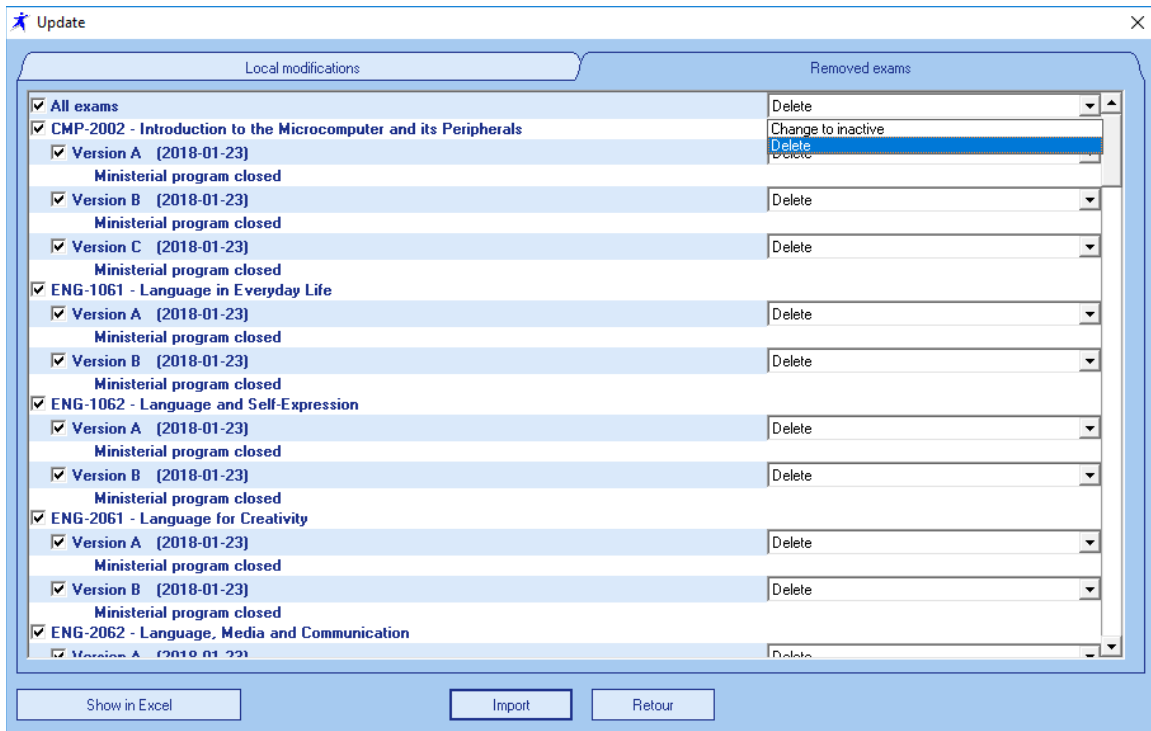 Update
Local modifications
Removed exams
All exams
Delete
CMP-2002 - Introduction to the Microcomputer and its Peripherals
Change to inactive
Delete
Version A (2018-01-23)
Delete
Ministerial program closed
Version B (2018-01-23)
Delete
Ministerial program closed
Version C (2018-01-23)
Delete
Ministerial program closed
ENG-1061 - Language in Everyday Life
Version A (2018-01-23)
Delete
Ministerial program closed
Version B (2018-01-23)
Delete
Ministerial program closed
ENG-1062 - Language and Self-Expression
Version A (2018-01-23)
Delete
Ministerial program closed
Version B (2018-01-23)
Delete
Ministerial program closed
ENG-2061 - Language for Creativity
Version A (2018-01-23)
Delete
Ministerial program closed
Version B (2018-01-23)
Delete
Ministerial program closed
ENG-2062 - Language, Media and Communication
Version A (2018-01-23)
Delete
Show in Excel
Import
Retour